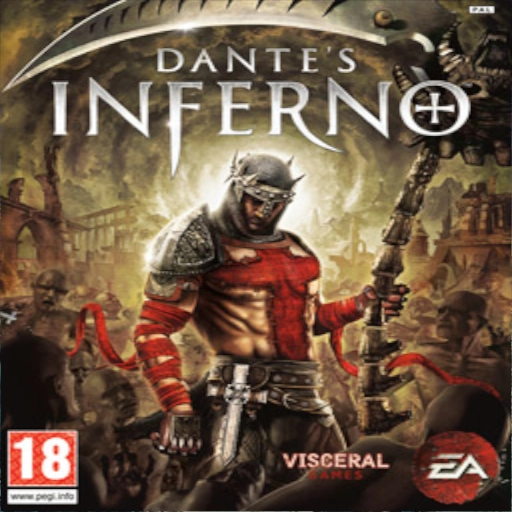 PAL
DANTE'S
INFERNO
18
www.pegi.info
VISCERAL
GAMES
EA